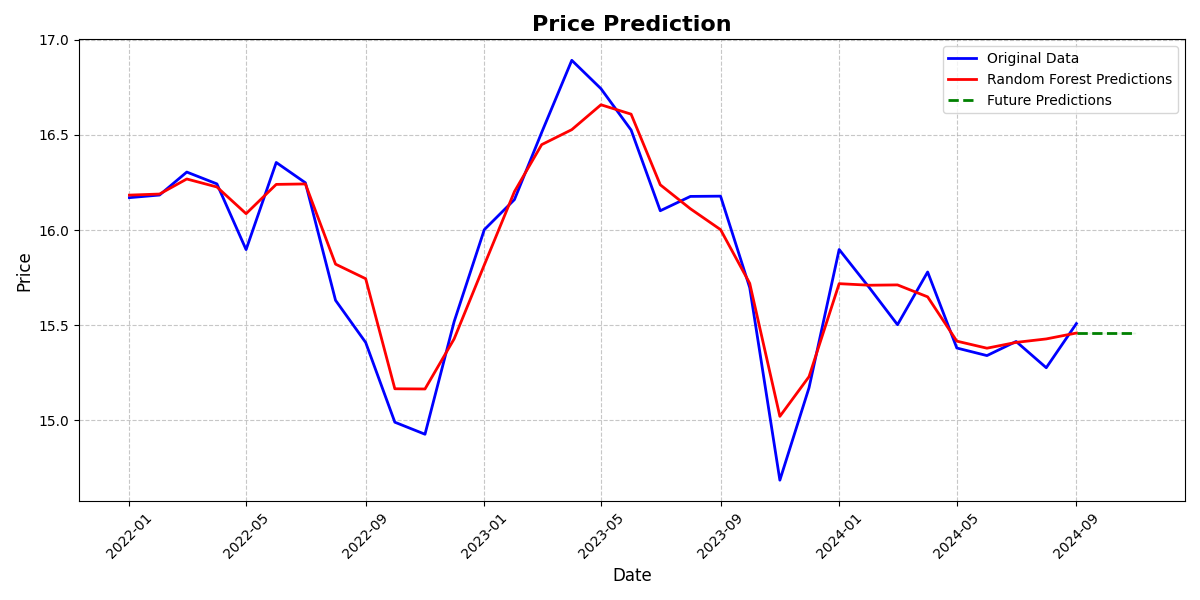 Price Prediction
Original Data
Random Forest Predictions
Future Predictions
Price
17.0
16.5
16.0
15.5
15.0
2022-01
2022-05
2022-09
2023-01
2023-05
2023-09
2024-01
2024-05
2024-09
Date